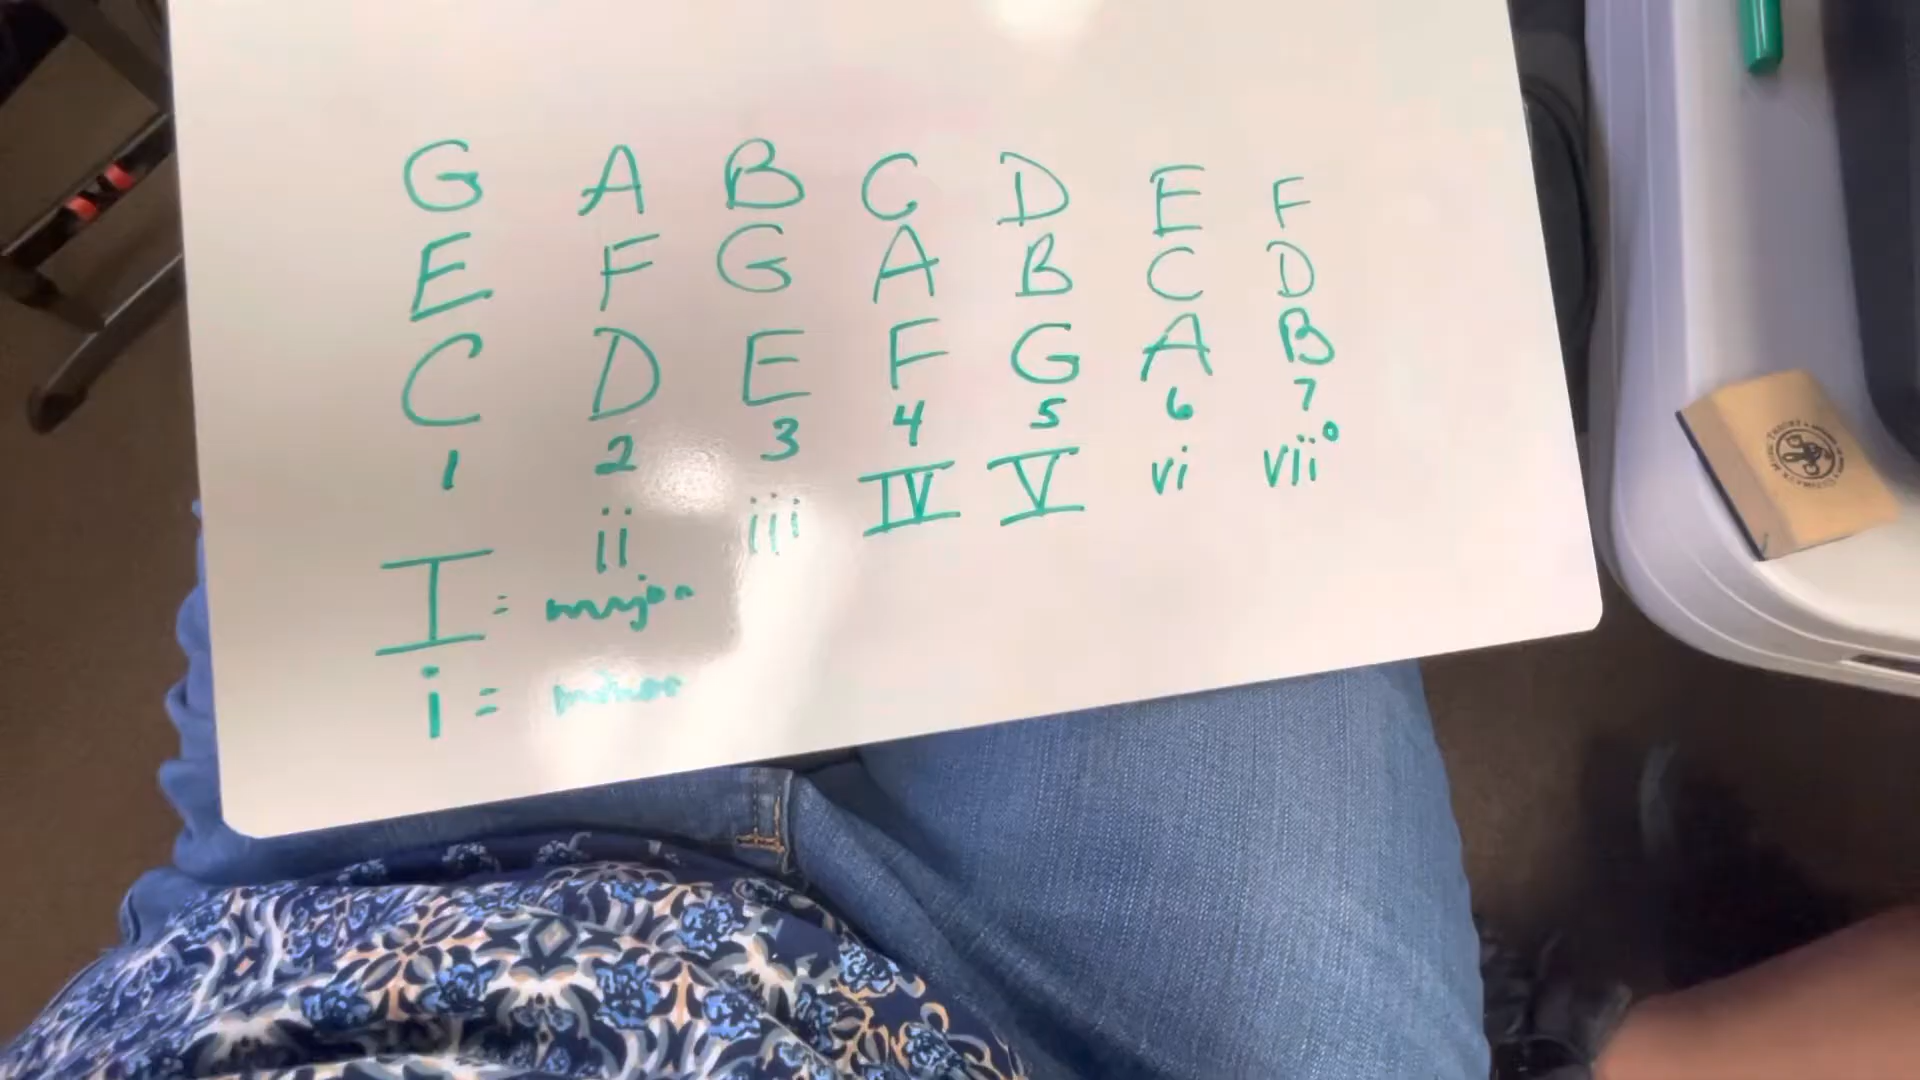 G A B C D E F
E F G A B C D
C D E F G A B
1 2 3 4 5 6 7
ii iii IV V vi vii°
I = major
i = minor